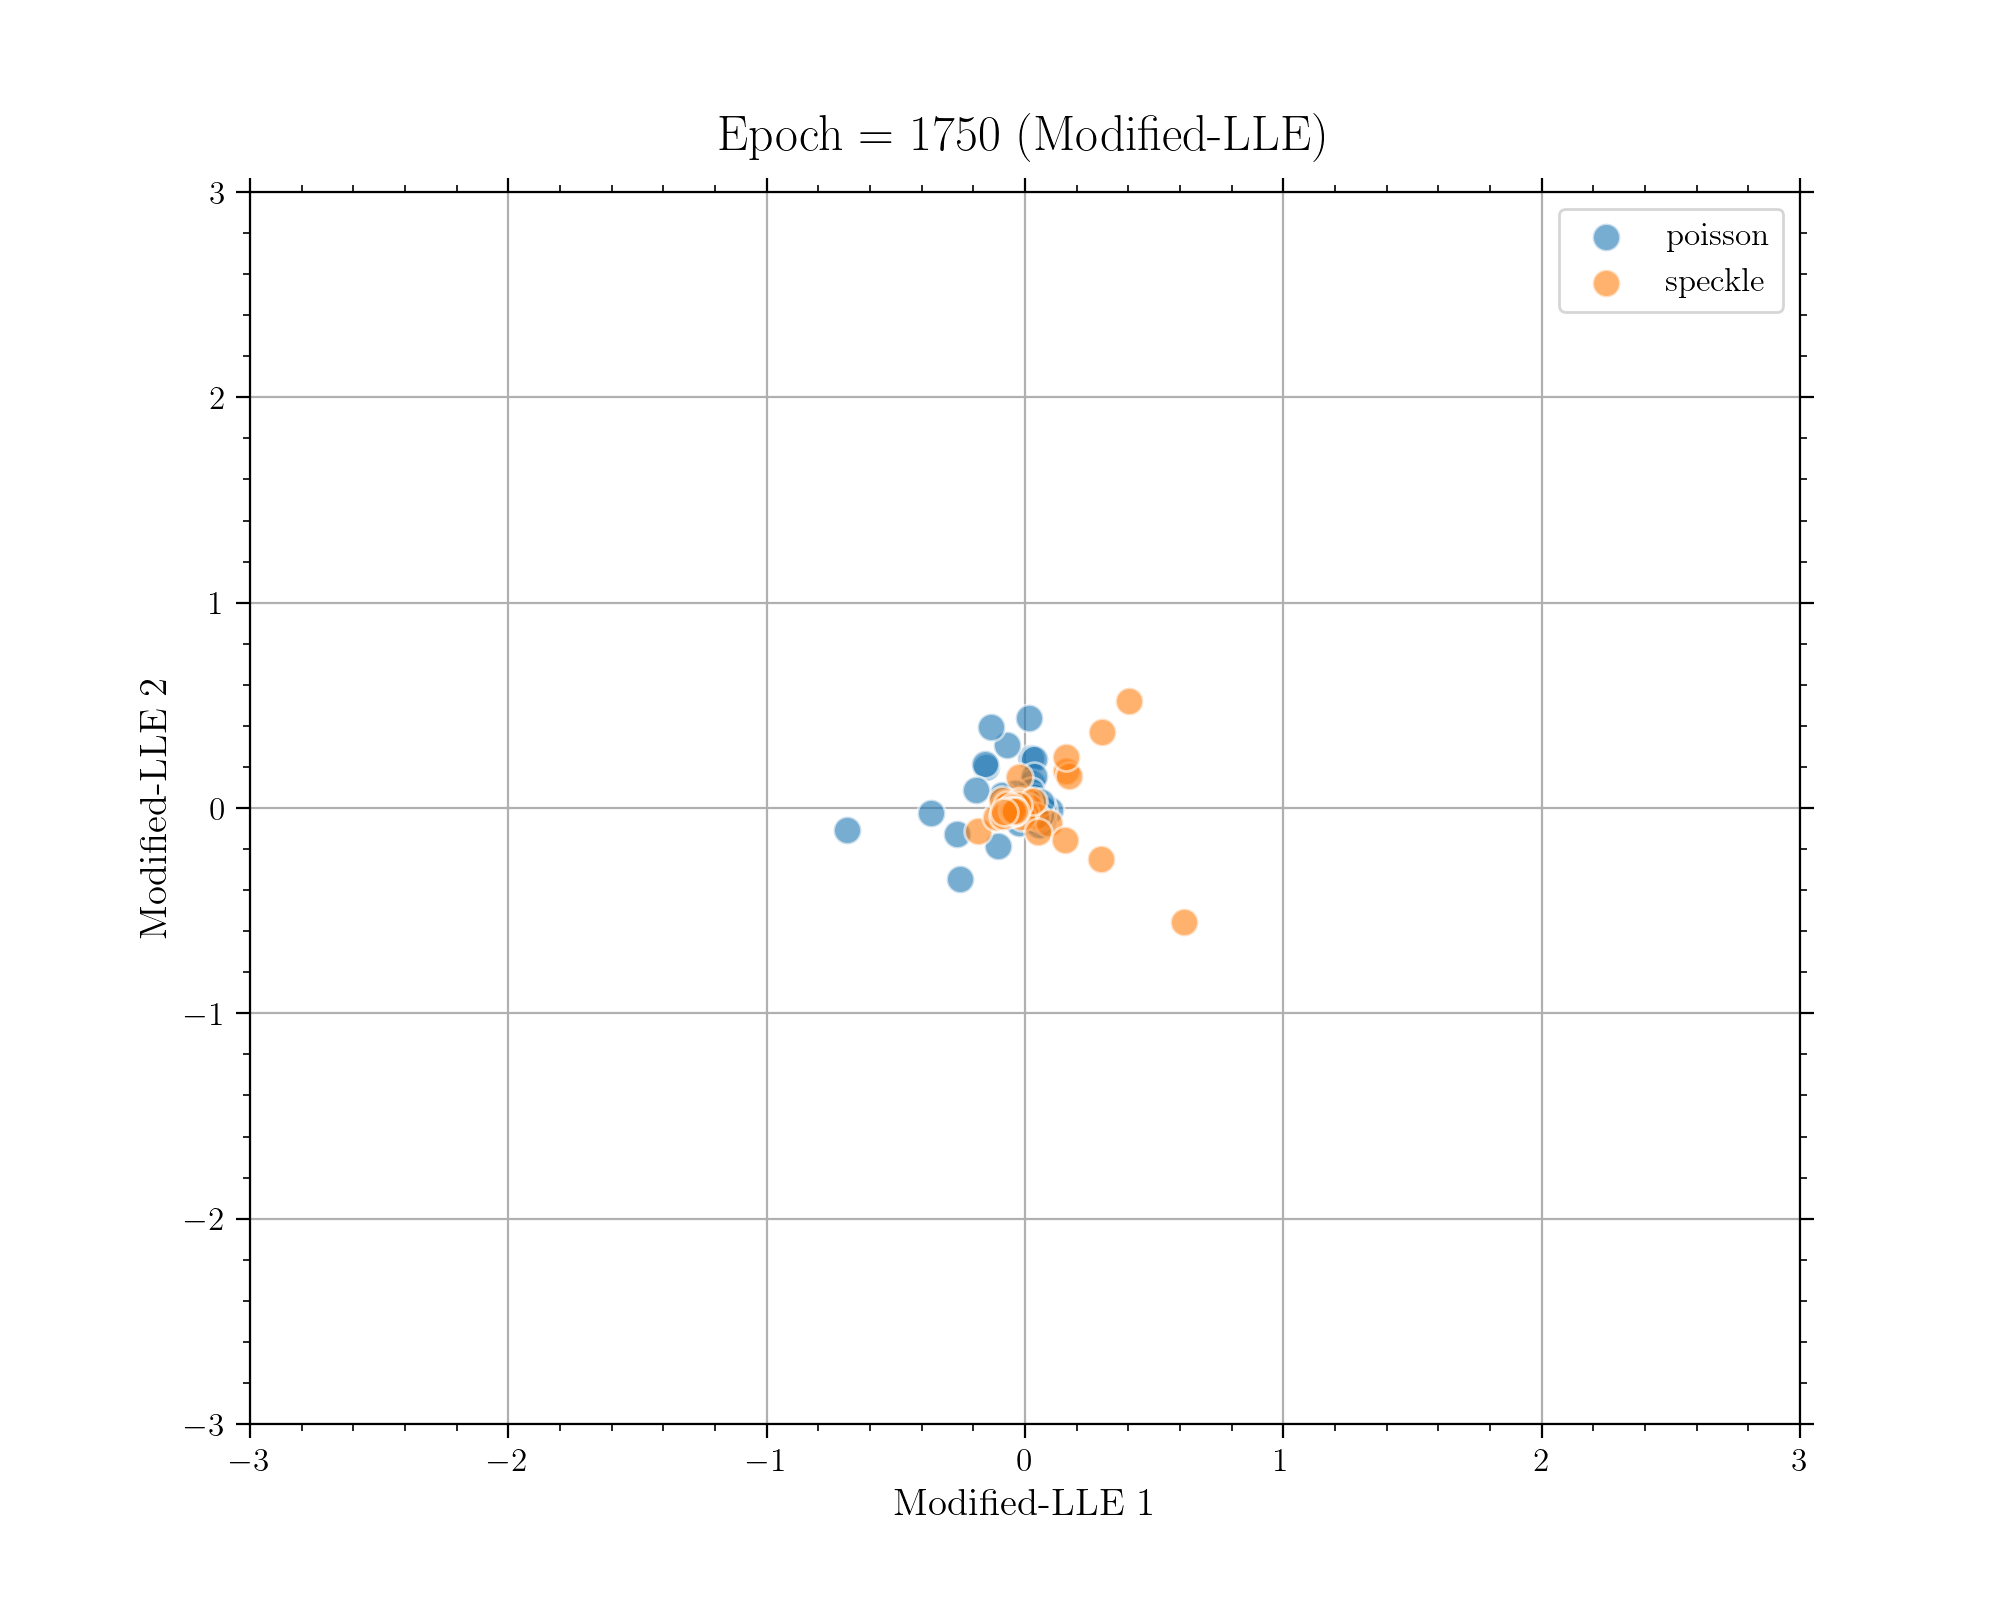 Epoch = 1750 (Modified-LLE)
poisson
speckle
3
2
1
0
−1
−2
−3
Modified-LLE 2
−3 −2 −1 0 1 2 3
Modified-LLE 1